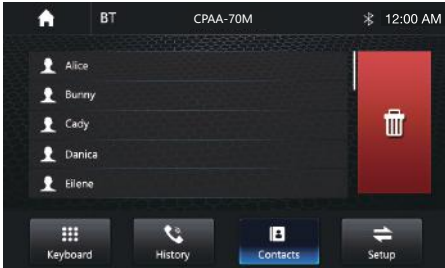 BT CPAA-70M 12:00 AM
Alice
Bunny
Cady
Danica
Eilene
Keyboard History Contacts Setup